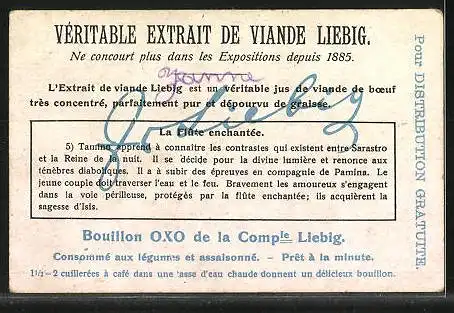 VÉRITABLE EXTRAIT DE VIANDE LIEBIG.
Ne concourt plus dans les Expositions depuis 1885.
L'Extrait de viande Liebig est un véritable jus de viande de bœuf
très concentré, parfaitement pur et dépourvu de graisse.
J v Liebig
La Flûte enchantée.
5) Tamino apprend à connaître les contrastes qui existent entre Sarastro
et la Reine de la nuit. Il se décide pour la divine lumière et renonce aux
ténèbres diaboliques. Il a à subir des épreuves en compagnie de Pamina. Le
jeune couple doit traverser l'eau et le feu. Bravement les amoureux s'engagent
dans la voie périlleuse, protégés par la flûte enchantée; ils acquièrent la
sagesse d'Isis.
Bouillon OXO de la Compie Liebig.
Consommé aux légumes et assaisonné. – Prêt à la minute.
1½–2 cuillerées à café dans une tasse d'eau chaude donnent un délicieux bouillon.
Pour DISTRIBUTION GRATUITE.